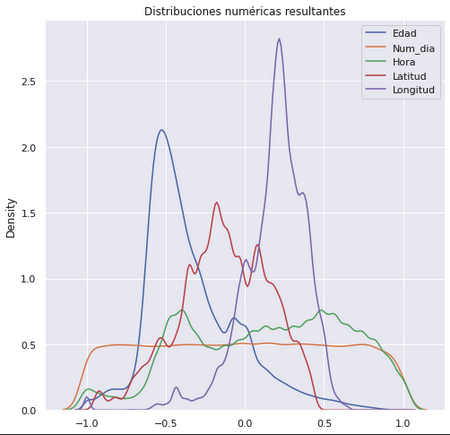 Distribuciones numéricas resultantes
Edad
Num_dia
Hora
Latitud
Longitud
Density
2.5
2.0
1.5
1.0
0.5
0.0
−1.0
−0.5
0.0
0.5
1.0